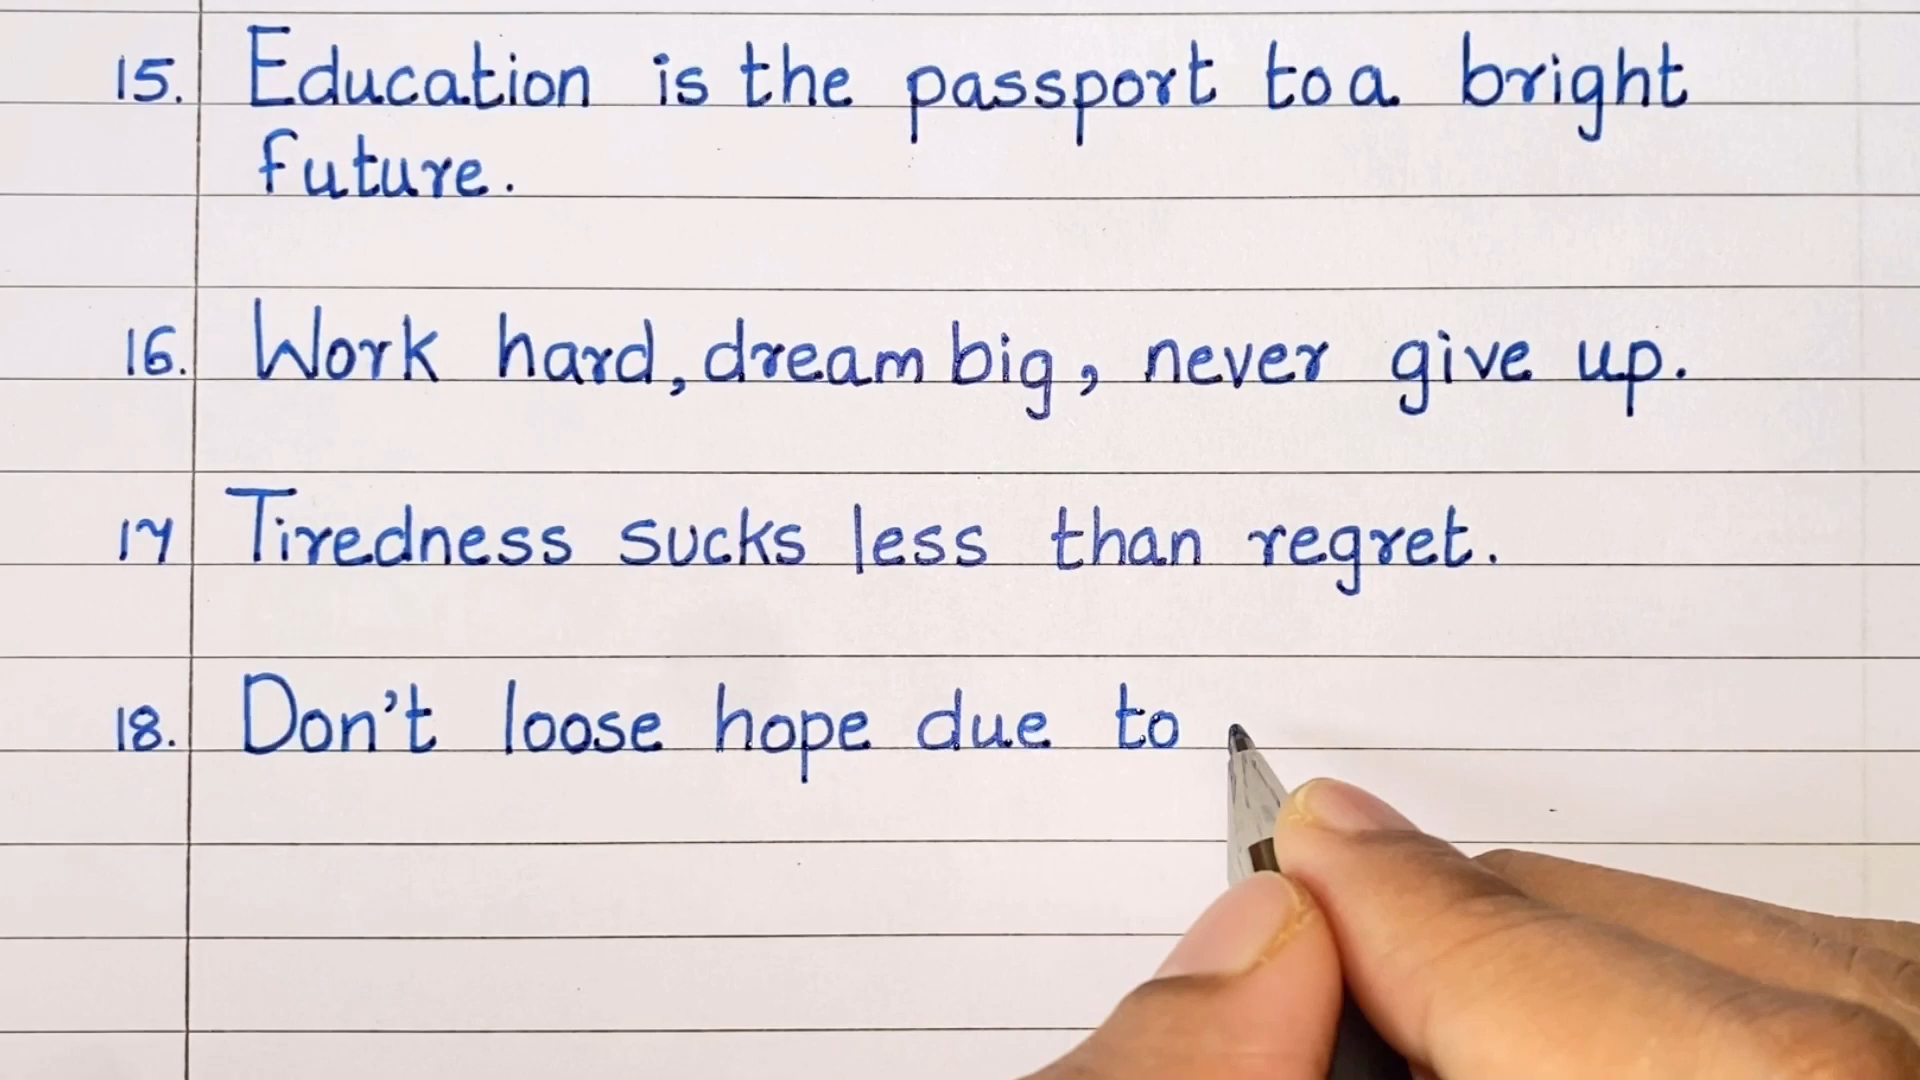 15. Education is the passport to a bright
future.
16. Work hard, dream big, never give up.
17 Tiredness sucks less than regret.
18. Don't loose hope due to